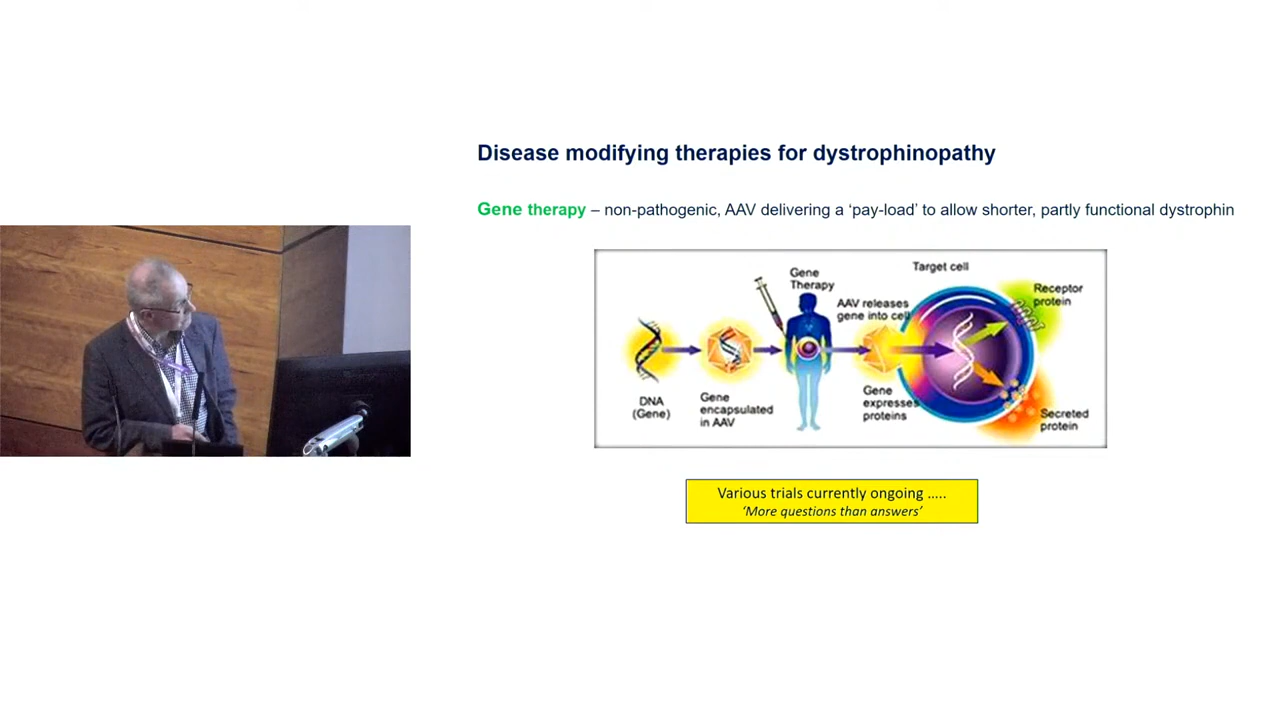 Disease modifying therapies for dystrophinopathy
Gene therapy – non-pathogenic, AAV delivering a ‘pay-load’ to allow shorter, partly functional dystrophin
Gene
Therapy
Target cell
AAV releases
gene into cell
Receptor
protein
DNA
(Gene)
Gene
encapsulated
in AAV
Gene
expresses
proteins
Secreted
protein
Various trials currently ongoing .....
‘More questions than answers’